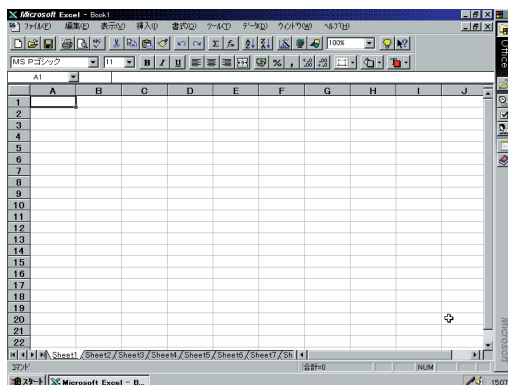 Microsoft Excel - Book1
ファイル(F) 編集(E) 表示(V) 挿入(I) 書式(O) ツール(T) データ(D) ウィンドウ(W) ヘルプ(H)
100%
MS Pゴシック 11 B I U
A1
A B C D E F G H I J
1
2
3
4
5
6
7
8
9
10
11
12
13
14
15
16
17
18
19
20
21
22
Sheet1 Sheet2 Sheet3 Sheet4 Sheet5 Sheet6 Sheet7 Sh
コマンド 合計=0 NUM
スタート Microsoft Excel - B... 15:07
Office
Microsoft